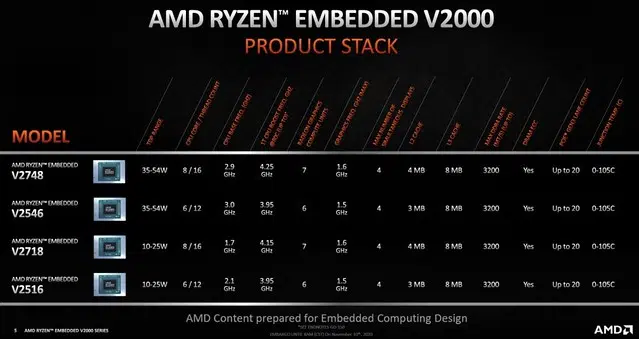 AMD RYZEN™ EMBEDDED V2000
PRODUCT STACK
MODEL
TDP RANGE
CPU CORE / THREAD COUNT
CPU BASE FREQ. (GHZ)
1T CPU BOOST FREQ. GHZ
RADEON GRAPHICS
COMPUTE UNITS
GRAPHICS FREQ. GHZ (MAX)
MAX NUMBER OF
SIMULTANEOUS DISPLAYS
L2 CACHE
L3 CACHE
MAX DDR4 RATE
DRAM ECC
PCIE® GEN3 LANE COUNT
JUNCTION TEMP. (C)
AMD RYZEN™ EMBEDDED
V2748
35-54W 8 / 16 2.9 GHz 4.25 GHz 7 1.6 GHz 4 4 MB 8 MB 3200 Yes Up to 20 0-105C
AMD RYZEN™ EMBEDDED
V2546
35-54W 6 / 12 3.0 GHz 3.95 GHz 6 1.5 GHz 4 3 MB 8 MB 3200 Yes Up to 20 0-105C
AMD RYZEN™ EMBEDDED
V2718
10-25W 8 / 16 1.7 GHz 4.15 GHz 7 1.6 GHz 4 4 MB 8 MB 3200 Yes Up to 20 0-105C
AMD RYZEN™ EMBEDDED
V2516
10-25W 6 / 12 2.1 GHz 3.95 GHz 6 1.5 GHz 4 3 MB 8 MB 3200 Yes Up to 20 0-105C
AMD Content prepared for Embedded Computing Design
5 AMD RYZEN™ EMBEDDED V2000 SERIES
AMD